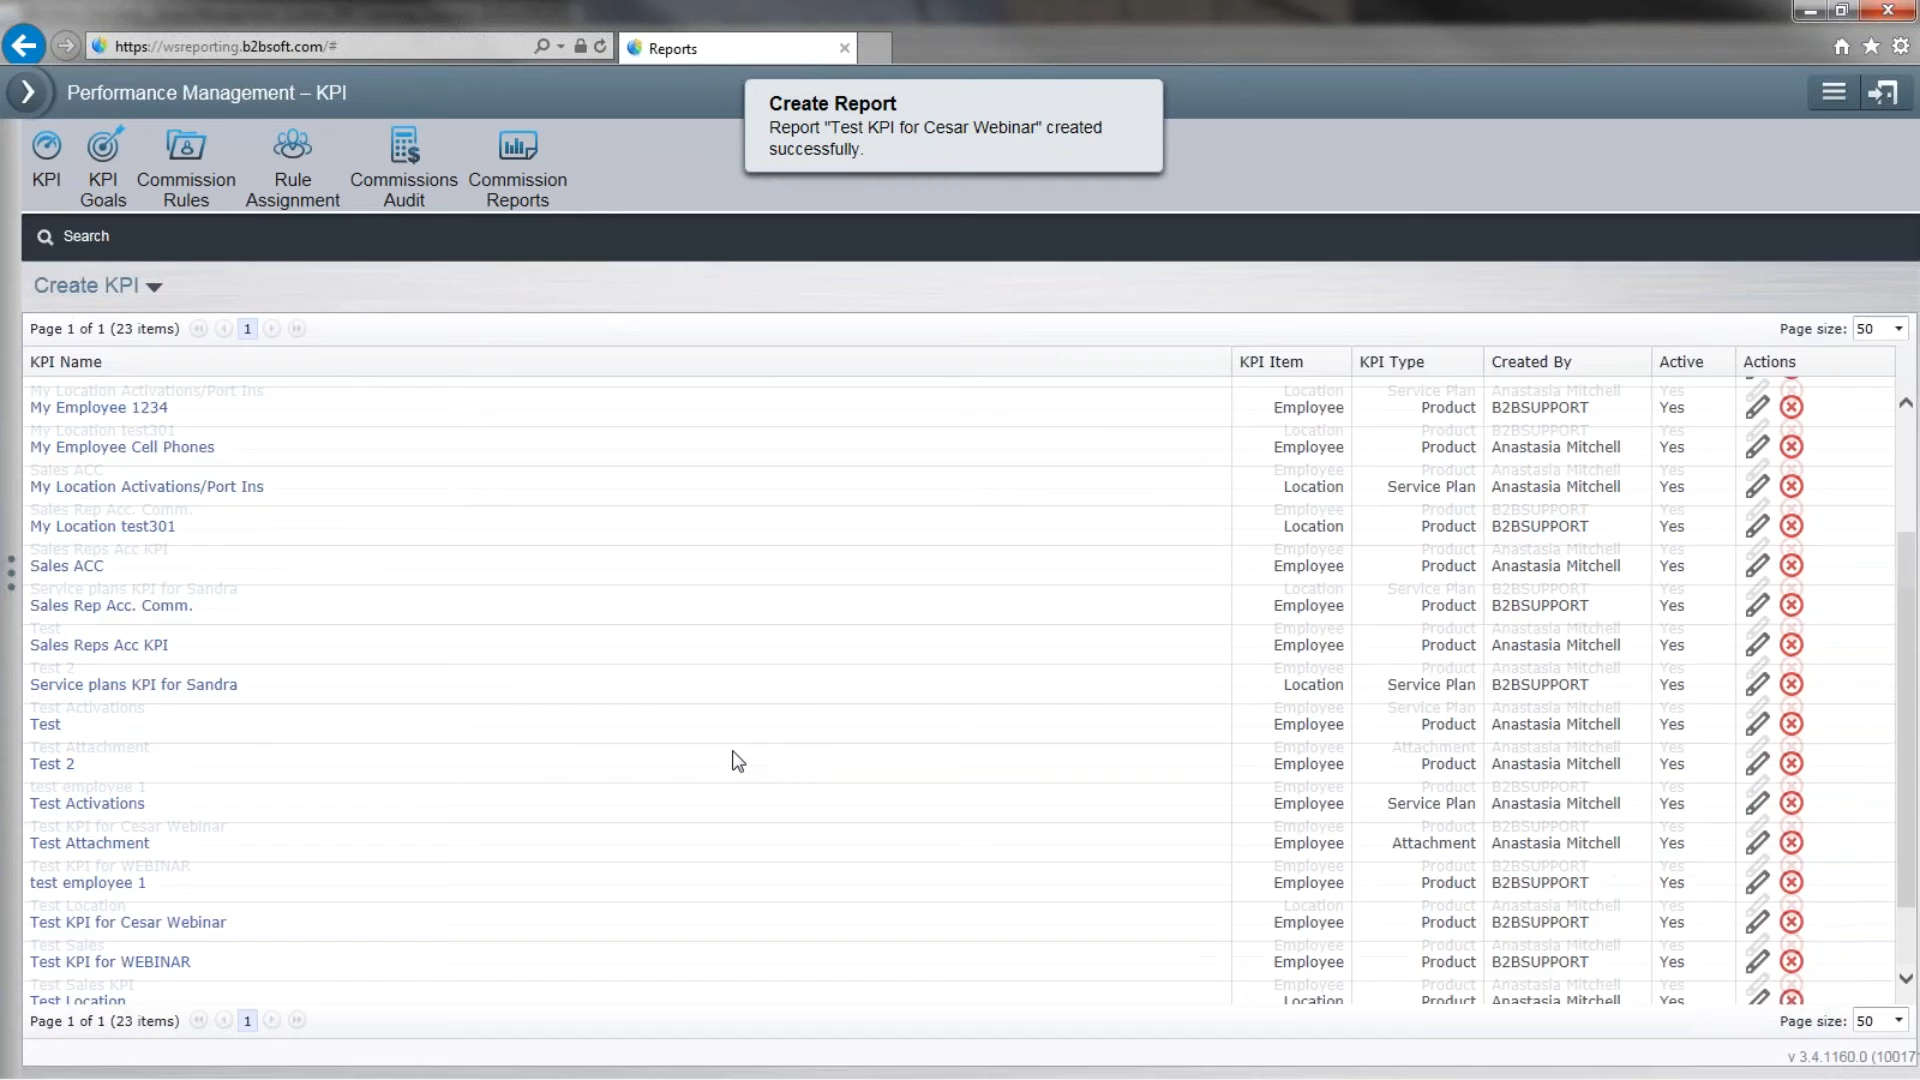 https://wsreporting.b2bsoft.com/#
Reports
Performance Management – KPI
Create Report
Report "Test KPI for Cesar Webinar" created
successfully.
KPI
KPI
Goals
Commission
Rules
Rule
Assignment
Commissions
Audit
Commission
Reports
Search
Create KPI
Page 1 of 1 (23 items) 1 Page size: 50
KPI Name KPI Item KPI Type Created By Active Actions
My Location Activations/Port Ins Location Service Plan Anastasia Mitchell Yes
My Employee 1234 Employee Product B2BSUPPORT Yes
My Location test301 Location Product B2BSUPPORT Yes
My Employee Cell Phones Employee Product Anastasia Mitchell Yes
Sales ACC Employee Product Anastasia Mitchell Yes
My Location Activations/Port Ins Location Service Plan Anastasia Mitchell Yes
Sales Rep Acc. Comm. Employee Product B2BSUPPORT Yes
My Location test301 Location Product B2BSUPPORT Yes
Sales Reps Acc KPI Employee Product Anastasia Mitchell Yes
Sales ACC Employee Product Anastasia Mitchell Yes
Service plans KPI for Sandra Location Service Plan B2BSUPPORT Yes
Sales Rep Acc. Comm. Employee Product B2BSUPPORT Yes
Test Employee Product Anastasia Mitchell Yes
Sales Reps Acc KPI Employee Product Anastasia Mitchell Yes
Test 2 Employee Product Anastasia Mitchell Yes
Service plans KPI for Sandra Location Service Plan B2BSUPPORT Yes
Test Activations Employee Service Plan Anastasia Mitchell Yes
Test Employee Product Anastasia Mitchell Yes
Test Attachment Employee Attachment Anastasia Mitchell Yes
Test 2 Employee Product Anastasia Mitchell Yes
test employee 1 Employee Product B2BSUPPORT Yes
Test Activations Employee Service Plan Anastasia Mitchell Yes
Test KPI for Cesar Webinar Employee Product B2BSUPPORT Yes
Test Attachment Employee Attachment Anastasia Mitchell Yes
Test KPI for WEBINAR Employee Product B2BSUPPORT Yes
test employee 1 Employee Product B2BSUPPORT Yes
Test Location Location Product Anastasia Mitchell Yes
Test KPI for Cesar Webinar Employee Product B2BSUPPORT Yes
Test Sales Employee Product Anastasia Mitchell Yes
Test KPI for WEBINAR Employee Product B2BSUPPORT Yes
Test Sales KPI Employee Product Anastasia Mitchell Yes
Test Location Location Product Anastasia Mitchell Yes
Page 1 of 1 (23 items) 1 Page size: 50
v 3.4.1160.0 (10017